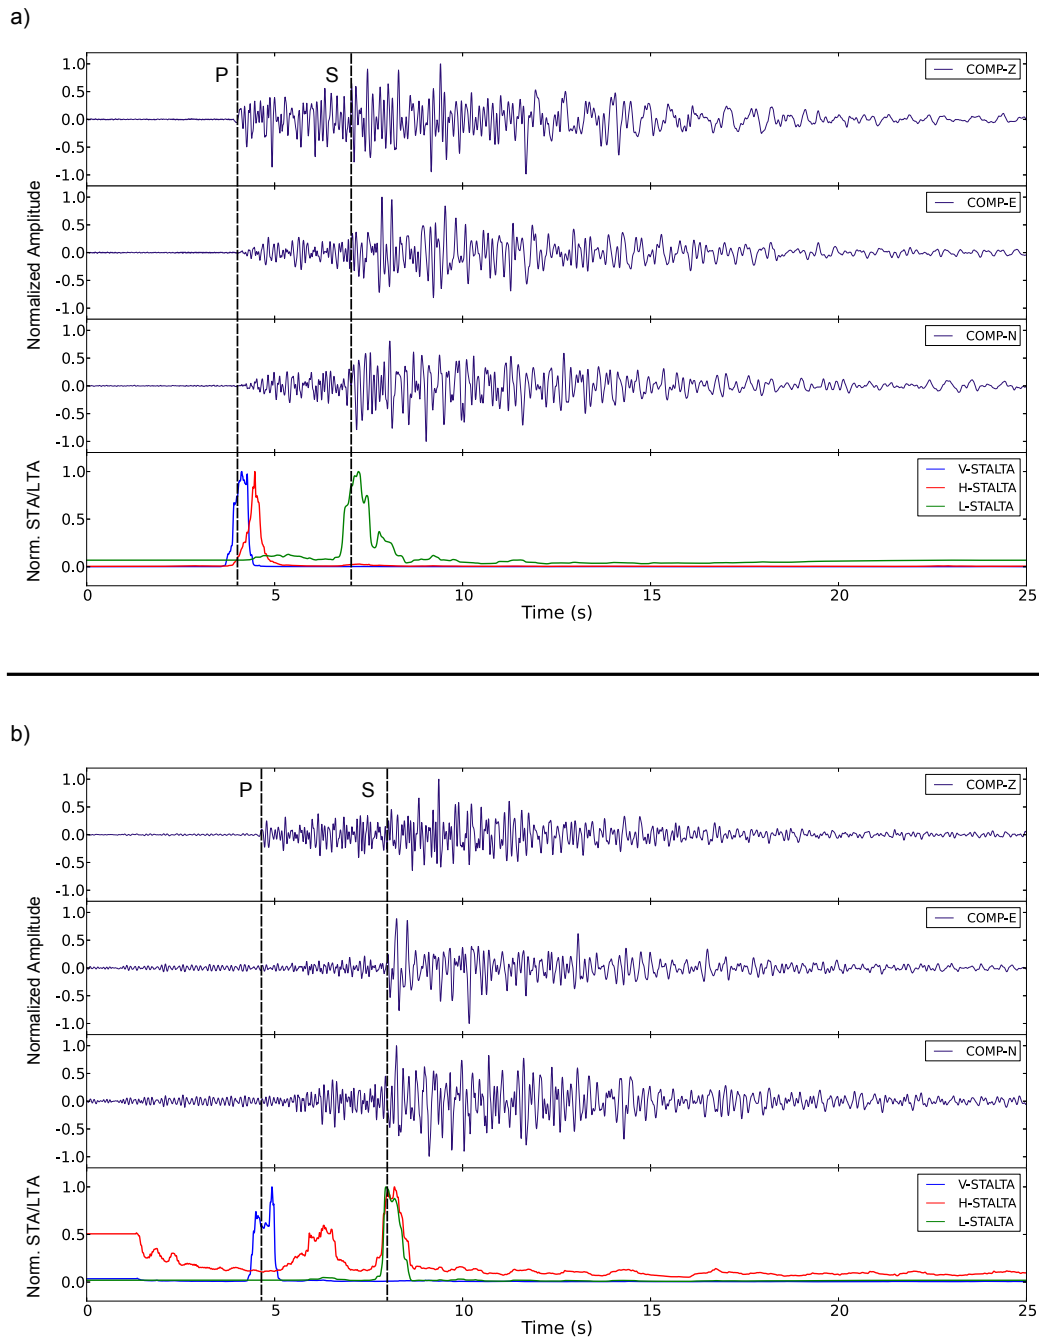 a)
P
S
COMP-Z
1.0
0.5
0.0
-0.5
-1.0
COMP-E
1.0
0.5
0.0
-0.5
-1.0
Normalized Amplitude
COMP-N
1.0
0.5
0.0
-0.5
-1.0
V-STALTA
H-STALTA
L-STALTA
1.0
0.5
0.0
Norm. STA/LTA
0 5 10 15 20 25
Time (s)
b)
P
S
COMP-Z
1.0
0.5
0.0
-0.5
-1.0
COMP-E
1.0
0.5
0.0
-0.5
-1.0
Normalized Amplitude
COMP-N
1.0
0.5
0.0
-0.5
-1.0
V-STALTA
H-STALTA
L-STALTA
1.0
0.5
0.0
Norm. STA/LTA
0 5 10 15 20 25
Time (s)